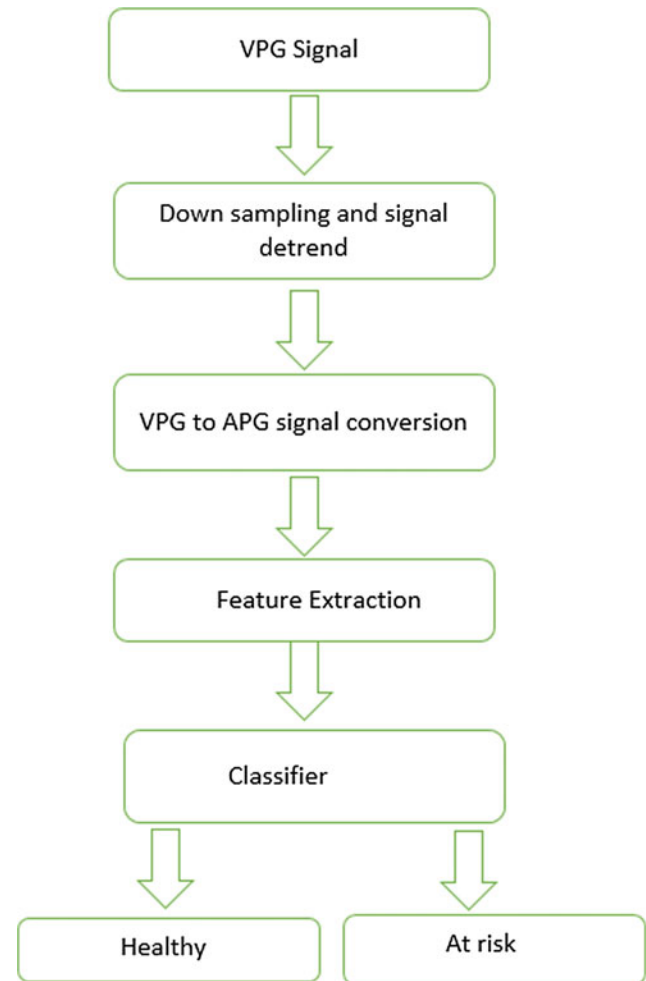 VPG Signal
Down sampling and signal
detrend
VPG to APG signal conversion
Feature Extraction
Classifier
Healthy
At risk